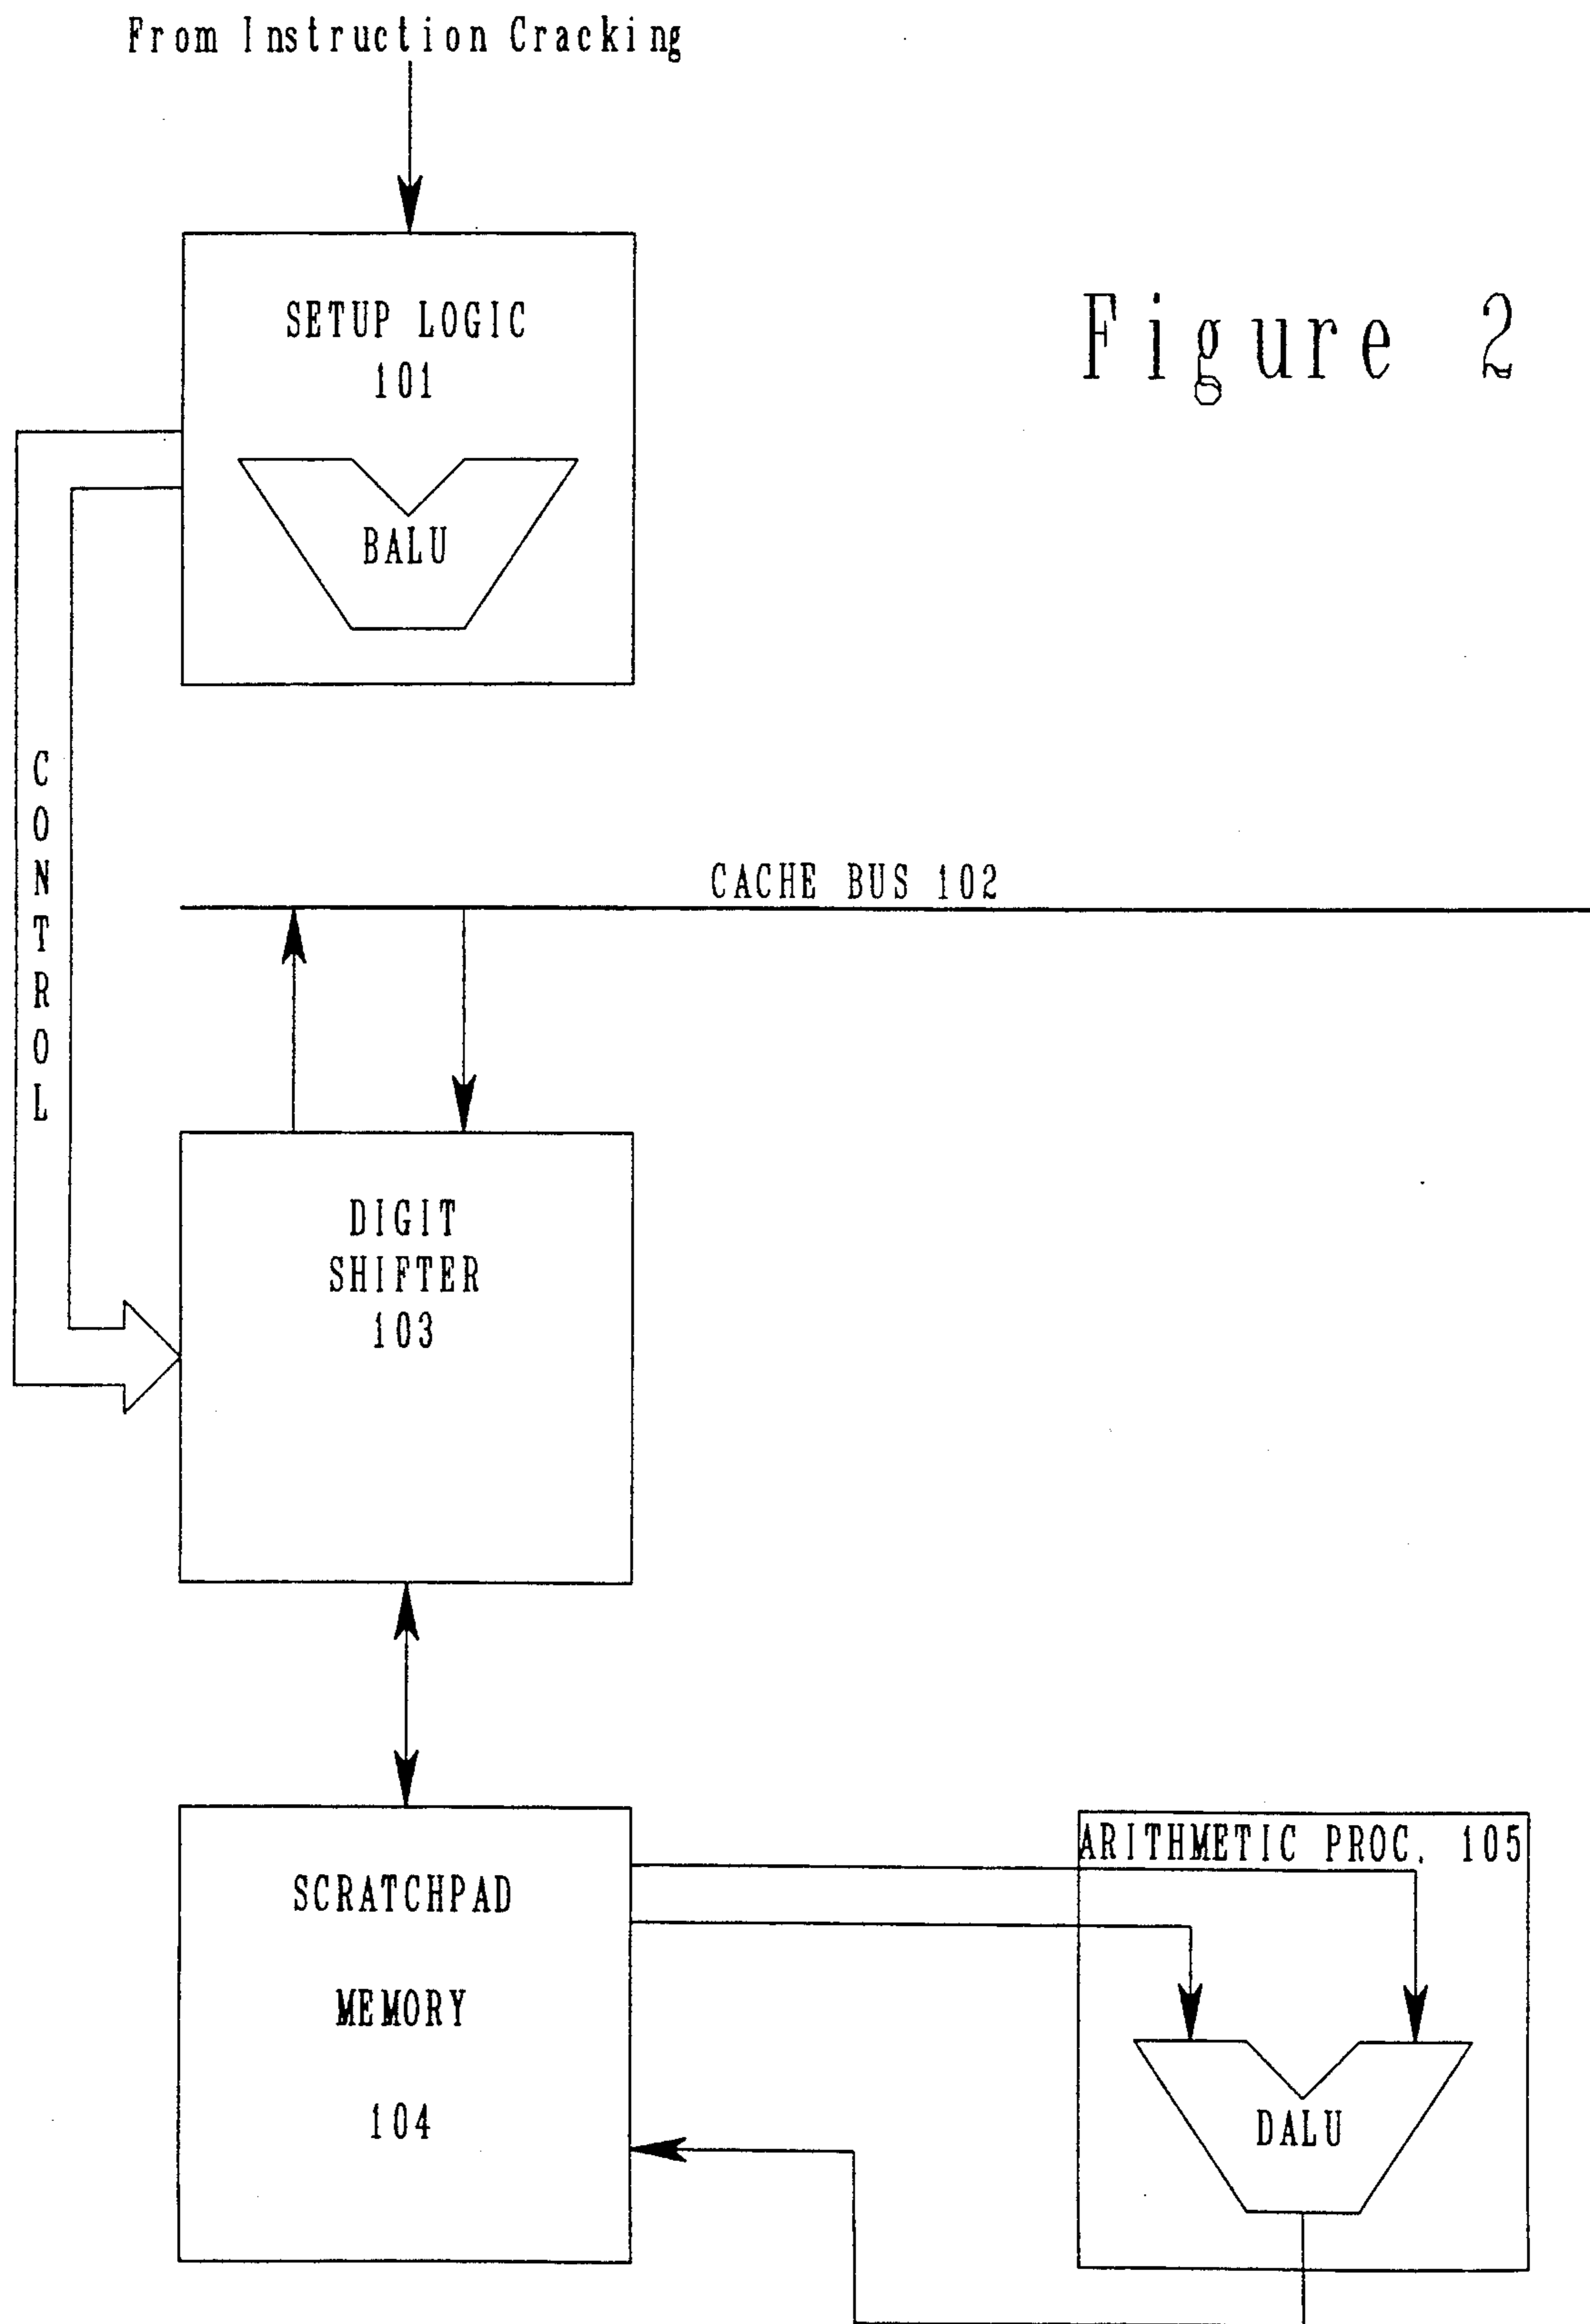 From Instruction Cracking
SETUP LOGIC
101
Figure 2
BALU
CONTROL
CACHE BUS 102
DIGIT
SHIFTER
103
ARITHMETIC PROC. 105
SCRATCHPAD
MEMORY
104
DALU